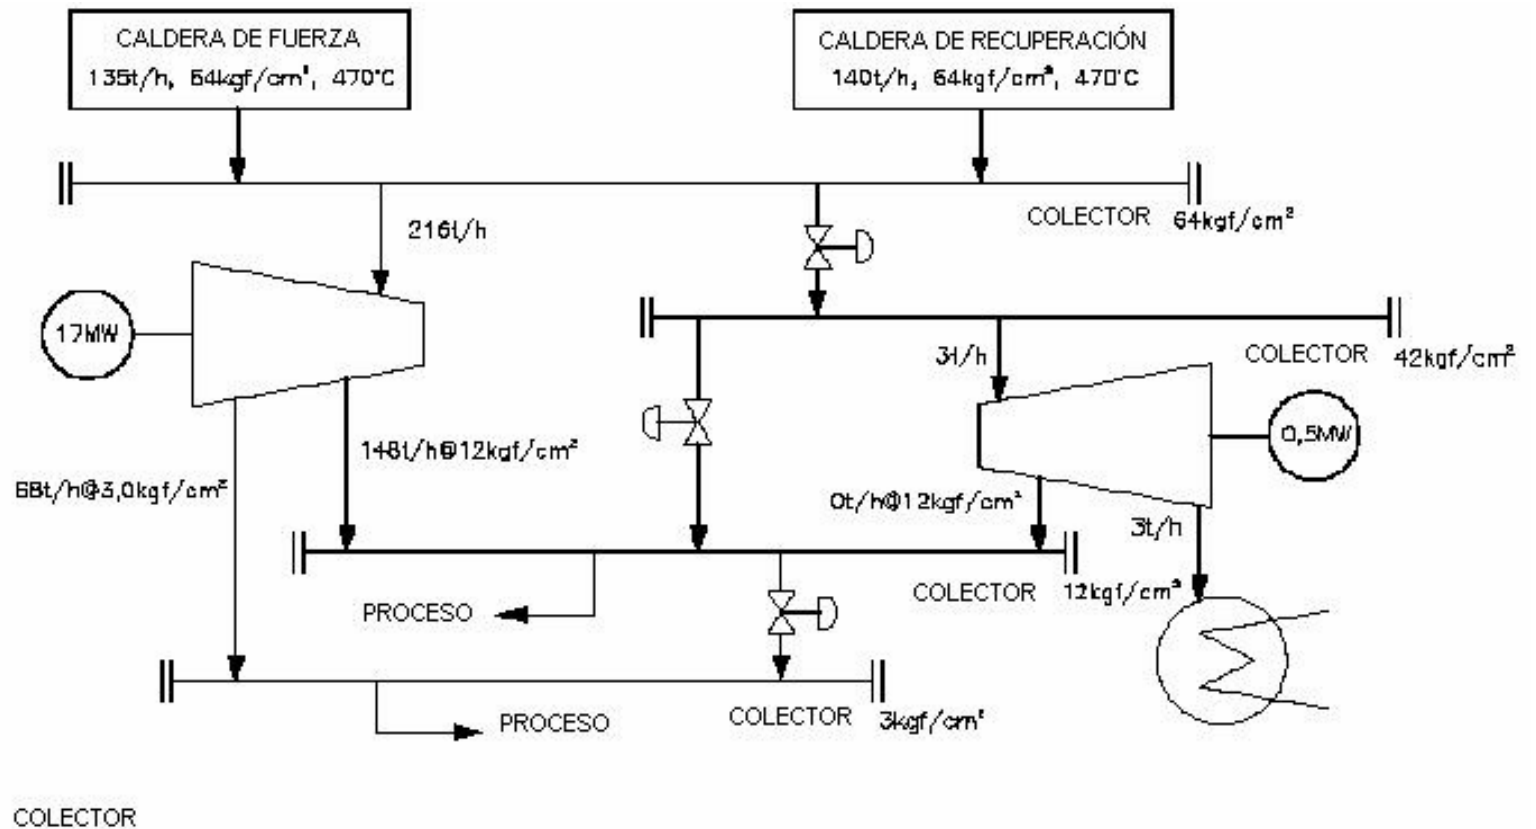 CALDERA DE FUERZA
135t/h, 64kgf/cm², 470°C
CALDERA DE RECUPERACIÓN
140t/h, 64kgf/cm², 470°C
COLECTOR 64kgf/cm²
216t/h
17MW
COLECTOR 42kgf/cm²
3t/h
0,5MW
148t/h@12kgf/cm²
68t/h@3,0kgf/cm²
0t/h@12kgf/cm²
3t/h
COLECTOR 12kgf/cm²
PROCESO
PROCESO
COLECTOR 3kgf/cm²
COLECTOR